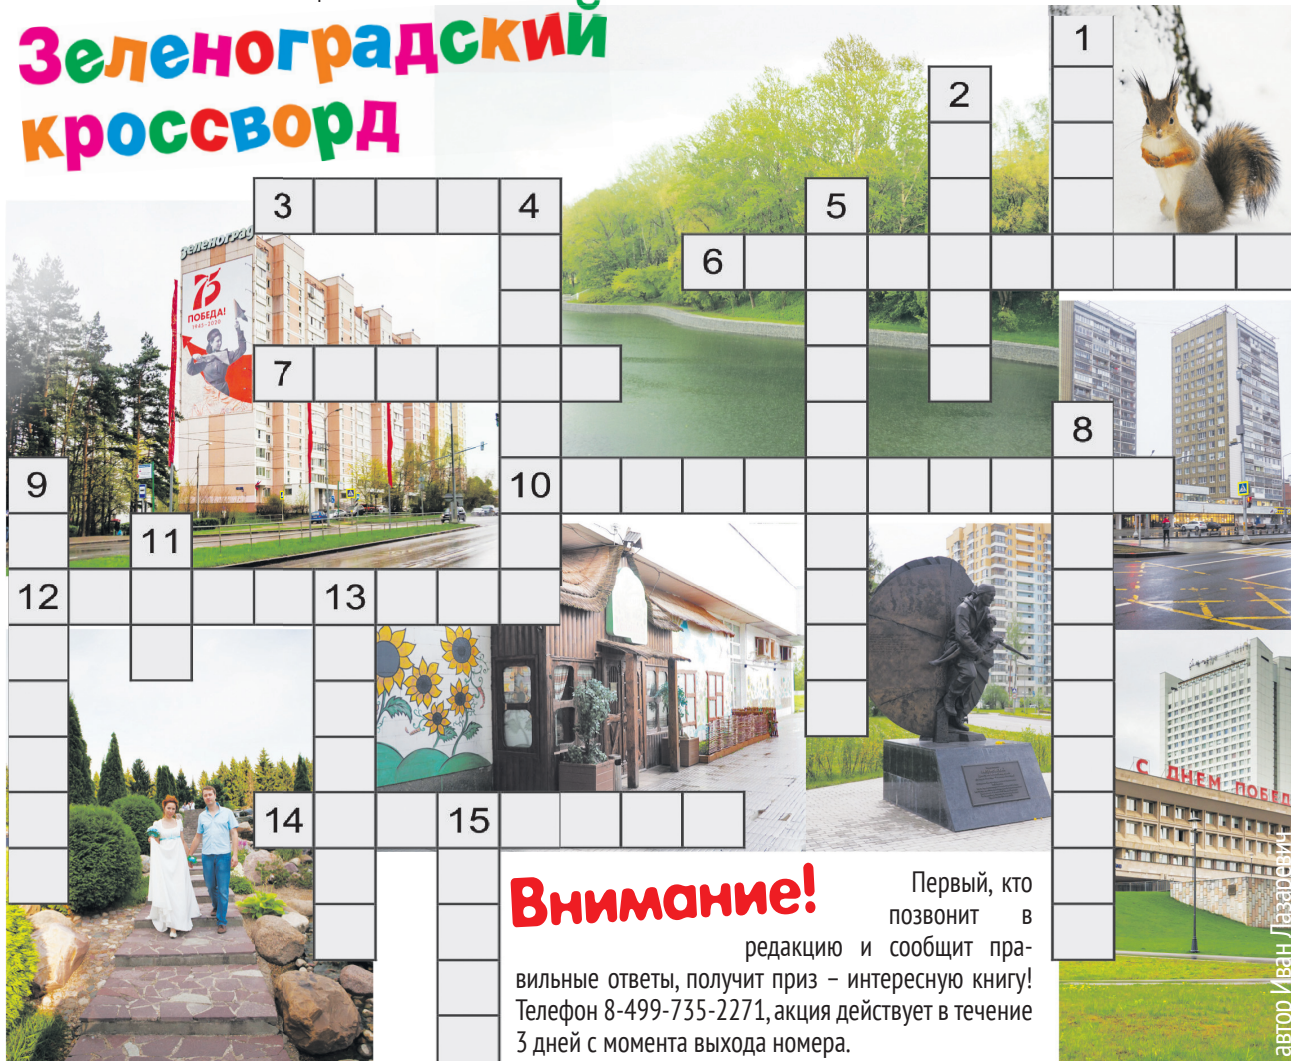 Зеленоградский
кроссворд
1
2
3
4
5
6
Зеленоград
75
ПОБЕДА!
1945-2020
7
8
9
10
11
12
13
С ДНЕМ ПОБЕД
14
15
Внимание!
Первый, кто
позвонит в
редакцию и сообщит пра-
вильные ответы, получит приз – интересную книгу!
Телефон 8-499-735-2271, акция действует в течение
3 дней с момента выхода номера.
автор Иван Лазаревич